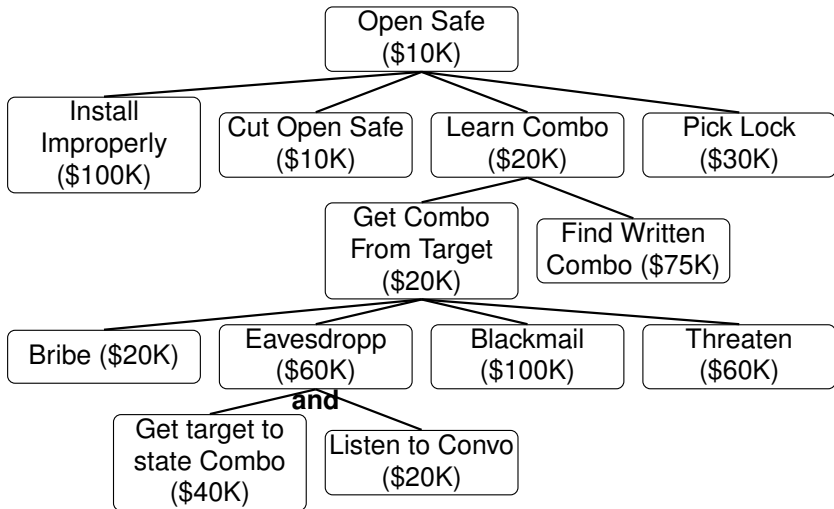 Open Safe
($10K)
Install
Improperly
($100K)
Cut Open Safe
($10K)
Learn Combo
($20K)
Pick Lock
($30K)
Get Combo
From Target
($20K)
Find Written
Combo ($75K)
Bribe ($20K)
Eavesdropp
($60K)
Blackmail
($100K)
Threaten
($60K)
and
Get target to
state Combo
($40K)
Listen to Convo
($20K)